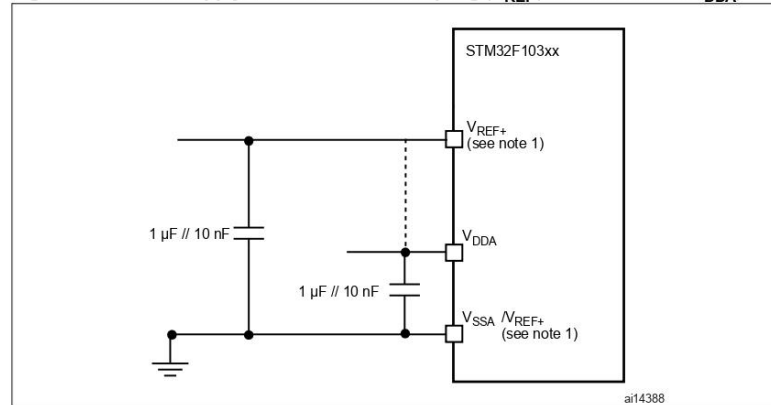 STM32F103xx
VREF+
(see note 1)
1 µF // 10 nF
VDDA
1 µF // 10 nF
VSSA /VREF+
(see note 1)
ai14388